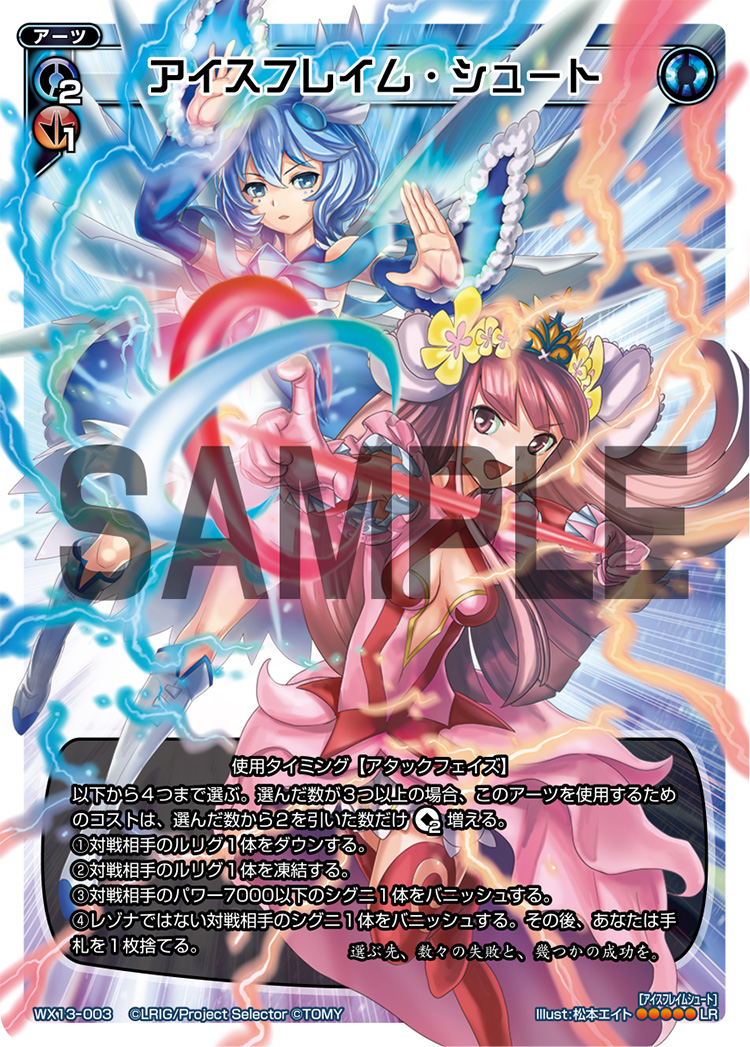 アーツ
アイスフレイム・シュート
2
1
SAMPLE
使用タイミング【アタックフェイズ】
以下から4つまで選ぶ。選んだ数が3つ以上の場合、このアーツを使用するため
のコストは、選んだ数から2を引いた数だけ 2 増える。
①対戦相手のルリグ1体をダウンする。
②対戦相手のルリグ1体を凍結する。
③対戦相手のパワー7000以下のシグニ1体をバニッシュする。
④レゾナではない対戦相手のシグニ1体をバニッシュする。その後、あなたは手
札を1枚捨てる。
選ぶ先、数々の失敗と、幾つかの成功を。
[アイスフレイムシュート]
WX13-003 ©LRIG/Project Selector ©TOMY Illust:松本エイト LR